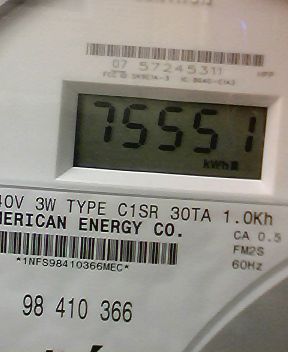 07 57245311
HPP
75551
kWh
40V 3W TYPE C1SR 30TA 1.0Kh
MERICAN ENERGY CO.
CA 0.5
FM2S
60Hz
*1NFS98410366MEC*
98 410 366